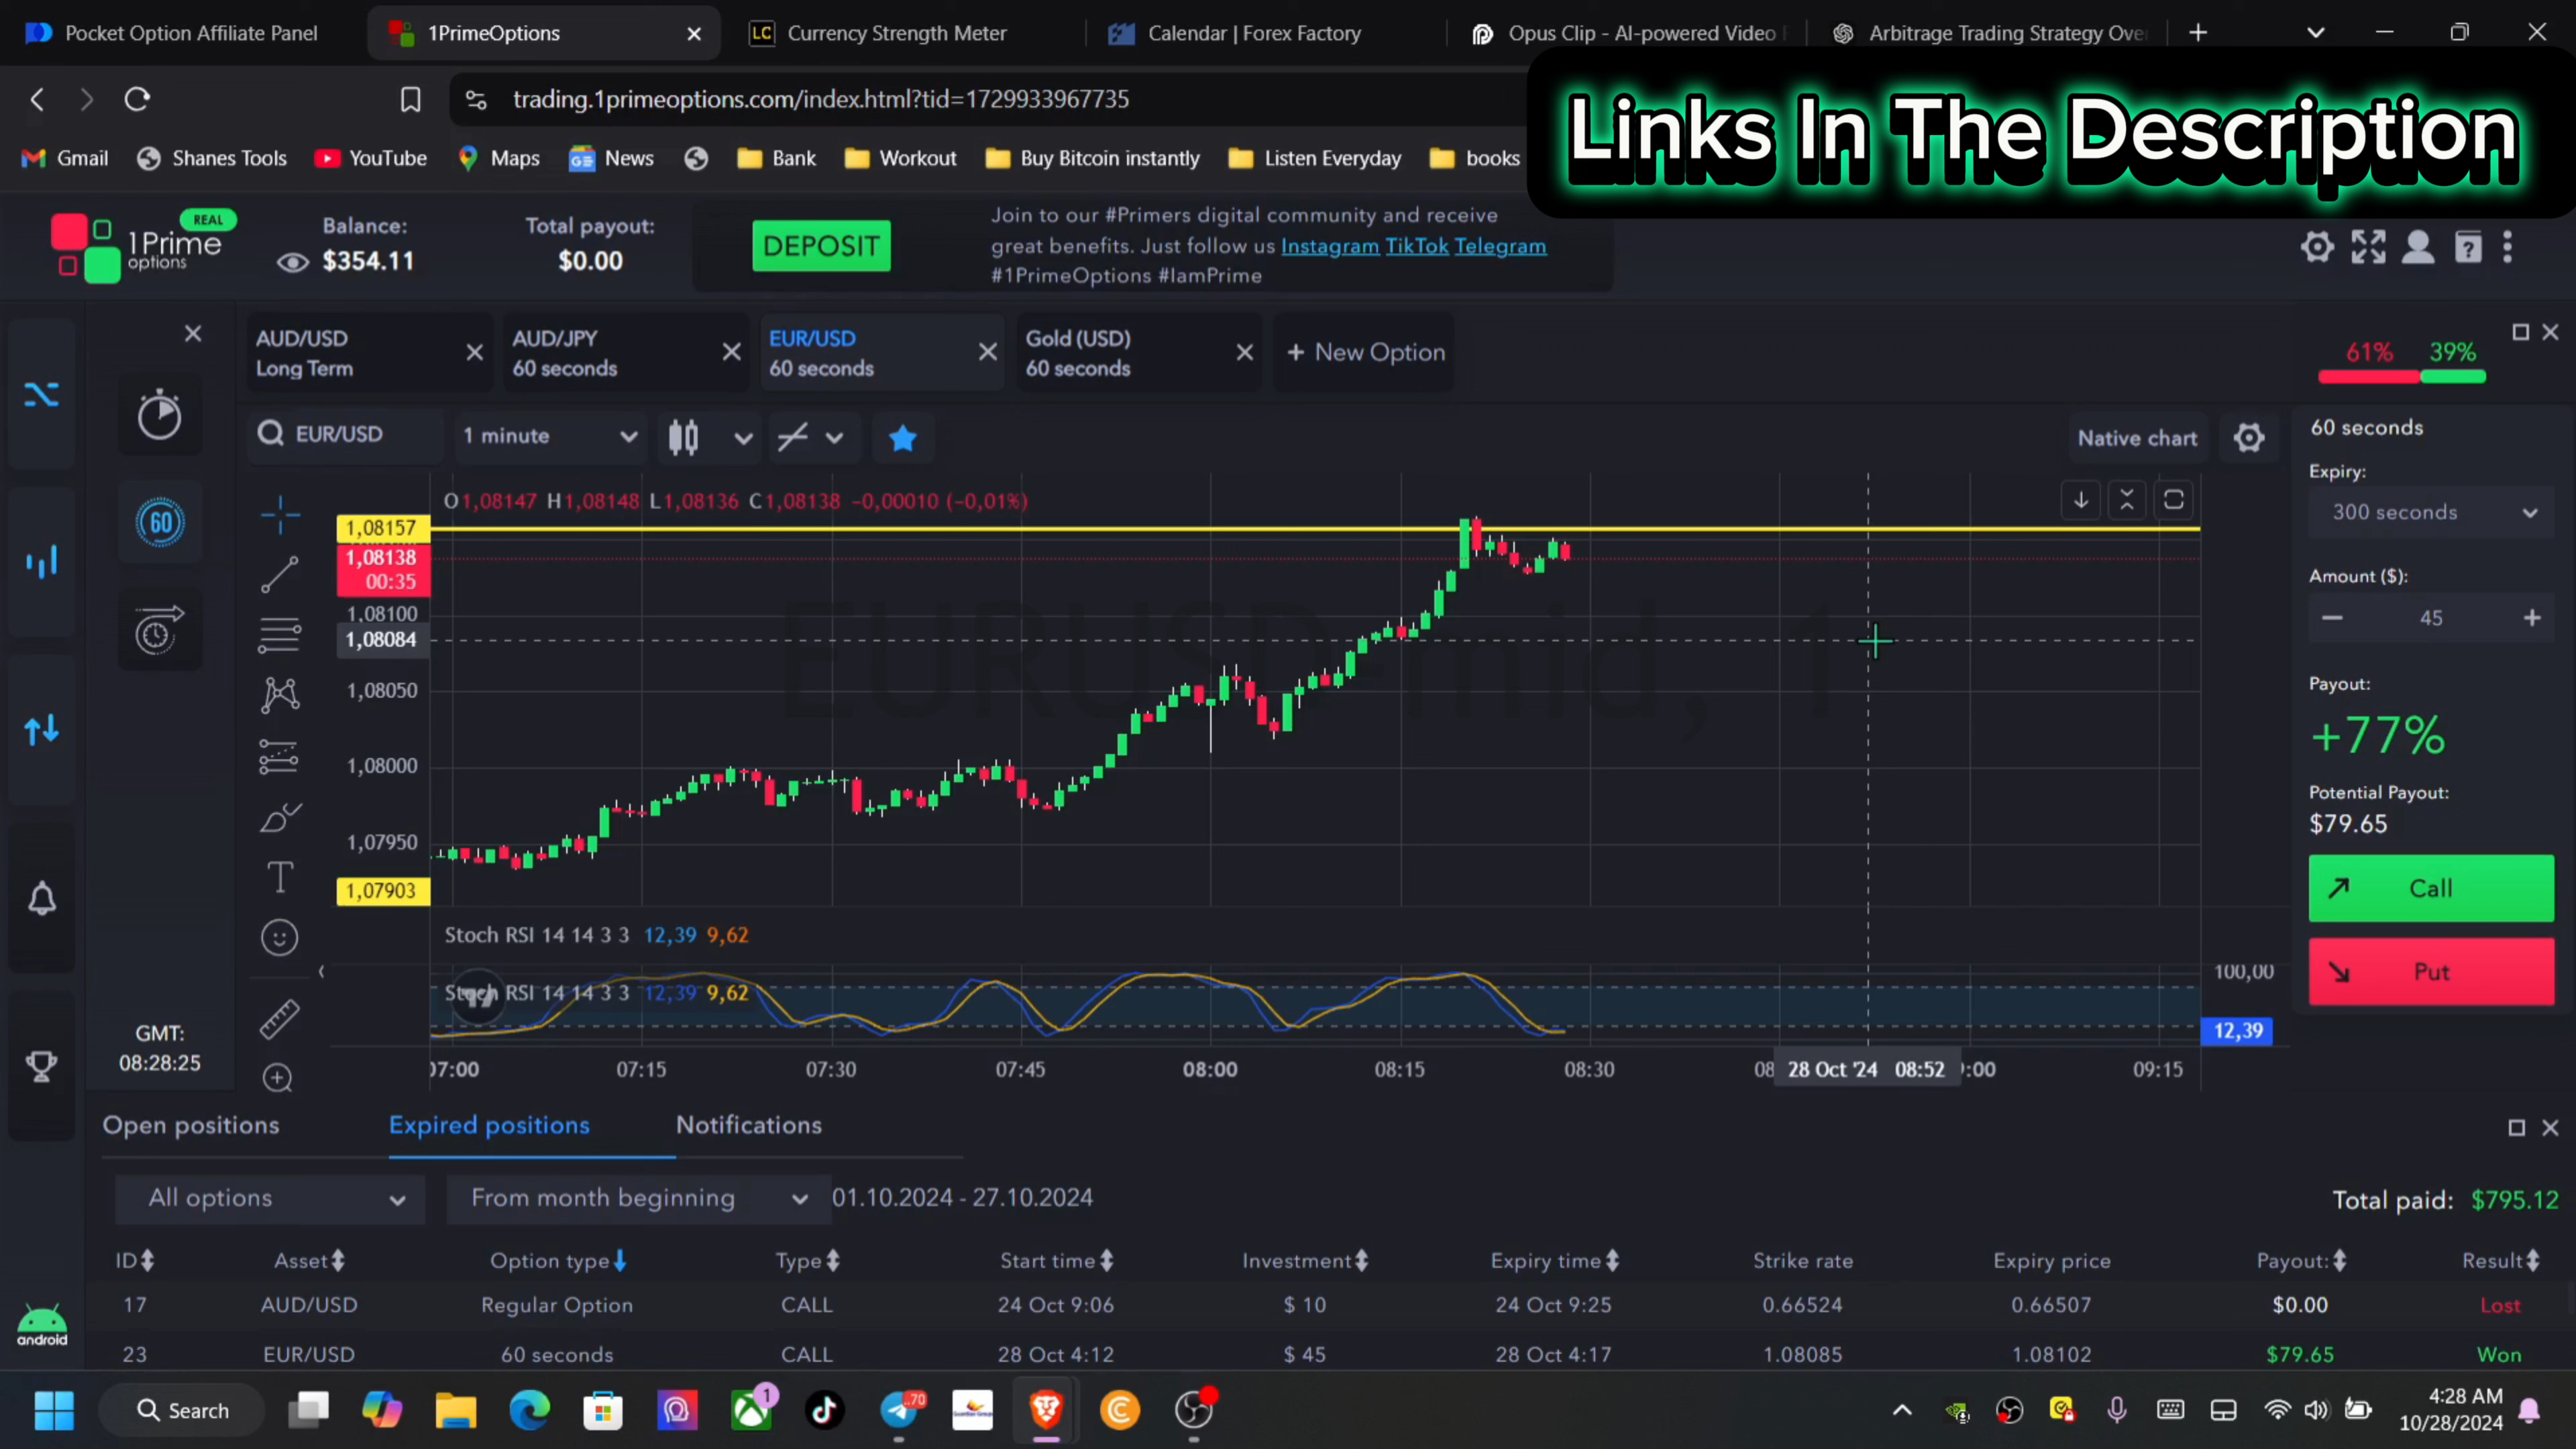 Pocket Option Affiliate Panel
1PrimeOptions
LC Currency Strength Meter
Calendar | Forex Factory
Opus Clip - AI-powered Video
Arbitrage Trading Strategy Over
trading.1primeoptions.com/index.html?tid=1729933967735
Links In The Description
Gmail
Shanes Tools
YouTube
Maps
News
Bank
Workout
Buy Bitcoin instantly
Listen Everyday
books
1Prime
options
REAL
Balance:
$354.11
Total payout:
$0.00
DEPOSIT
Join to our #Primers digital community and receive
great benefits. Just follow us Instagram TikTok Telegram
#1PrimeOptions #IamPrime
AUD/USD
Long Term
AUD/JPY
60 seconds
EUR/USD
60 seconds
Gold (USD)
60 seconds
+ New Option
61% 39%
EUR/USD
1 minute
Native chart
60 seconds
Expiry:
300 seconds
Amount ($):
45
Payout:
+77%
Potential Payout:
$79.65
Call
Put
60
O1,08147 H1,08148 L1,08136 C1,08138 −0,00010 (−0,01%)
1,08157
1,08138
00:35
1,08100
1,08084
1,08050
1,08000
1,07950
1,07903
EURUSD-mid, 1
Stoch RSI 14 14 3 3 12,39 9,62
Stoch RSI 14 14 3 3 12,39 9,62
100,00
12,39
GMT:
08:28:25
07:00 07:15 07:30 07:45 08:00 08:15 08:30 28 Oct '24 08:52 09:15
Open positions
Expired positions
Notifications
All options
From month beginning
01.10.2024 - 27.10.2024
Total paid: $795.12
ID Asset Option type Type Start time Investment Expiry time Strike rate Expiry price Payout: Result
17 AUD/USD Regular Option CALL 24 Oct 9:06 $ 10 24 Oct 9:25 0.66524 0.66507 $0.00 Lost
23 EUR/USD 60 seconds CALL 28 Oct 4:12 $ 45 28 Oct 4:17 1.08085 1.08102 $79.65 Won
android
Search
1
4:28 AM
10/28/2024